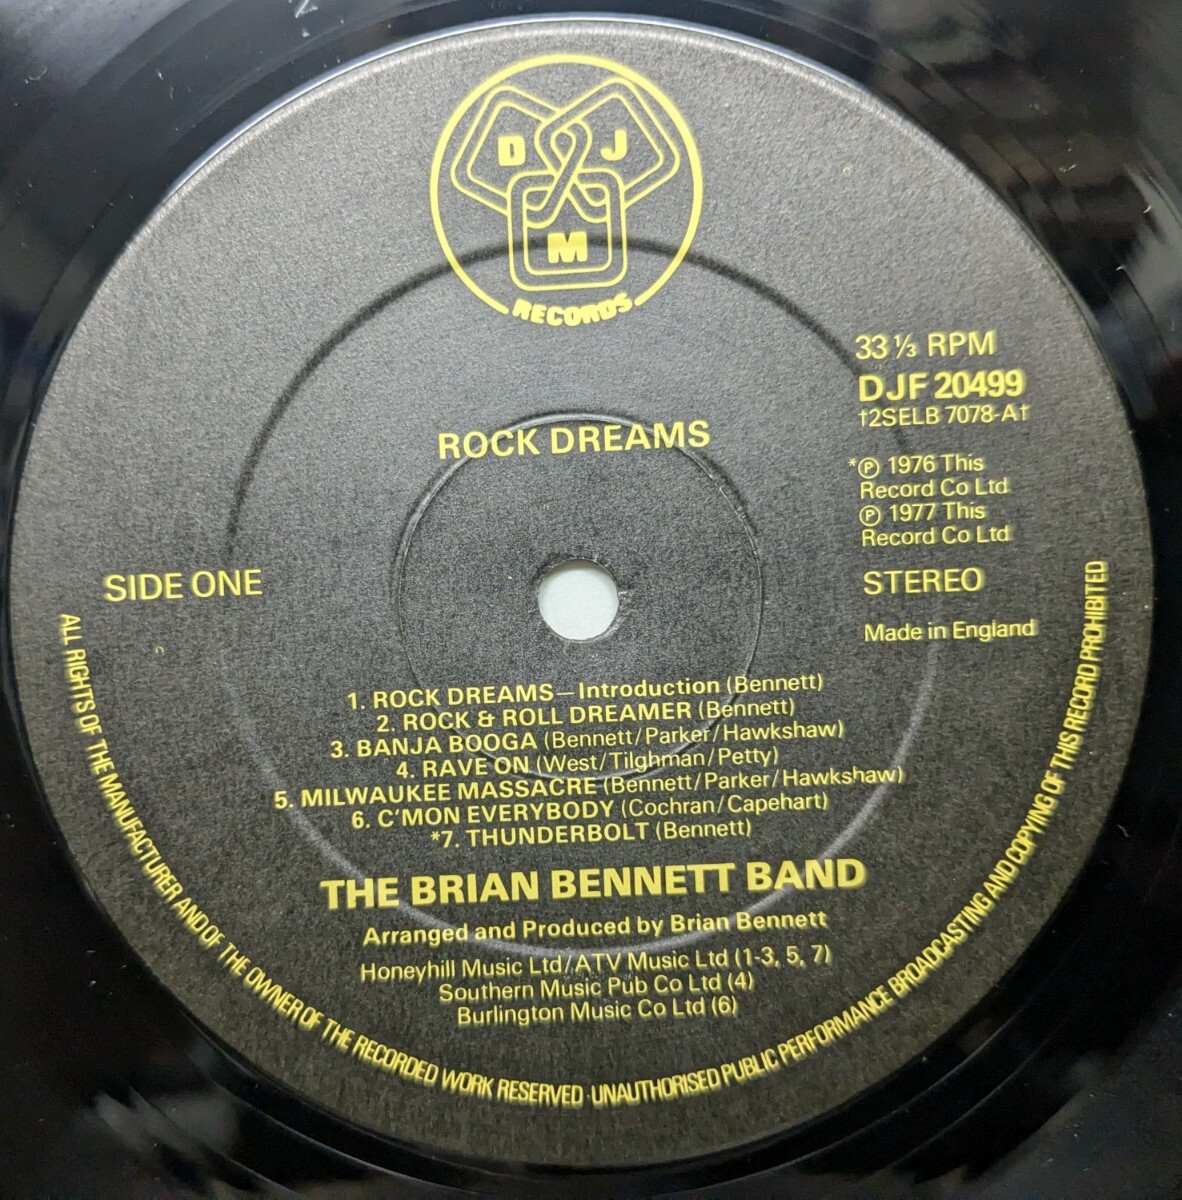 D J
M
RECORDS
33 ⅓ RPM
DJF 20499
†2SELB 7078-A†
ROCK DREAMS
*℗ 1976 This
Record Co Ltd
℗ 1977 This
Record Co Ltd
SIDE ONE
STEREO
Made in England
1. ROCK DREAMS—Introduction (Bennett)
2. ROCK & ROLL DREAMER (Bennett)
3. BANJA BOOGA (Bennett/Parker/Hawkshaw)
4. RAVE ON (West/Tilghman/Petty)
5. MILWAUKEE MASSACRE (Bennett/Parker/Hawkshaw)
6. C'MON EVERYBODY (Cochran/Capehart)
*7. THUNDERBOLT (Bennett)
THE BRIAN BENNETT BAND
Arranged and Produced by Brian Bennett
Honeyhill Music Ltd/ATV Music Ltd (1-3, 5, 7)
Southern Music Pub Co Ltd (4)
Burlington Music Co Ltd (6)
ALL RIGHTS OF THE MANUFACTURER AND OF THE OWNER OF THE RECORDED WORK RESERVED · UNAUTHORISED PUBLIC PERFORMANCE BROADCASTING AND COPYING OF THIS RECORD PROHIBITED